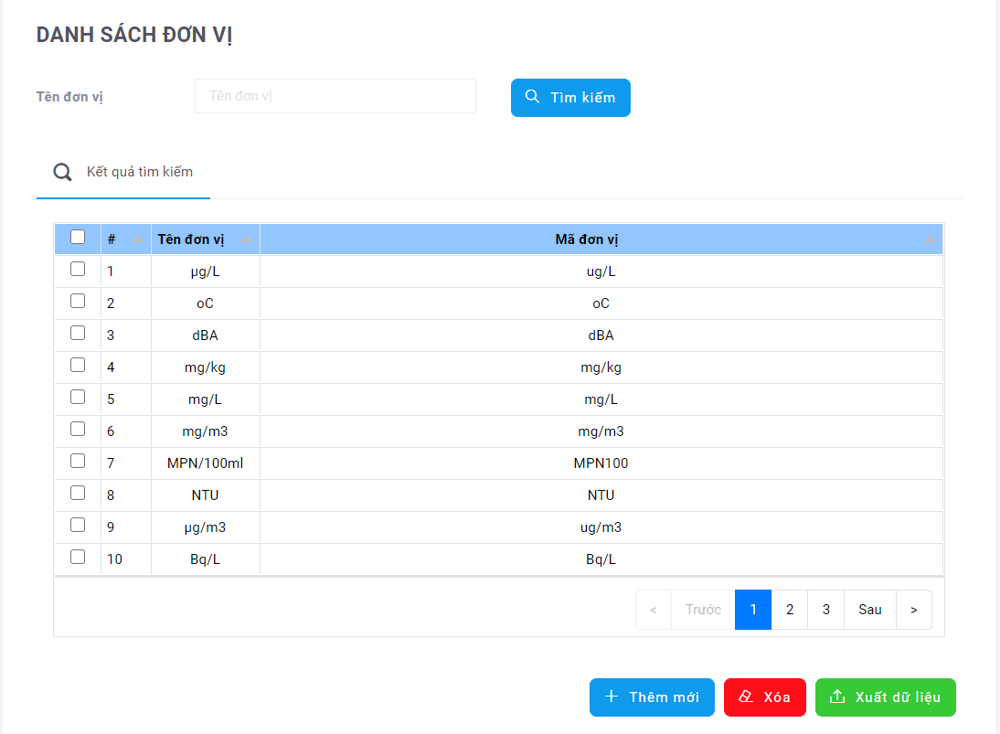 DANH SÁCH ĐƠN VỊ
Tên đơn vị Tên đơn vị Tìm kiếm
Kết quả tìm kiếm
# Tên đơn vị Mã đơn vị
1 µg/L ug/L
2 oC oC
3 dBA dBA
4 mg/kg mg/kg
5 mg/L mg/L
6 mg/m3 mg/m3
7 MPN/100ml MPN100
8 NTU NTU
9 µg/m3 ug/m3
10 Bq/L Bq/L
< Trước 1 2 3 Sau >
Thêm mới Xóa Xuất dữ liệu